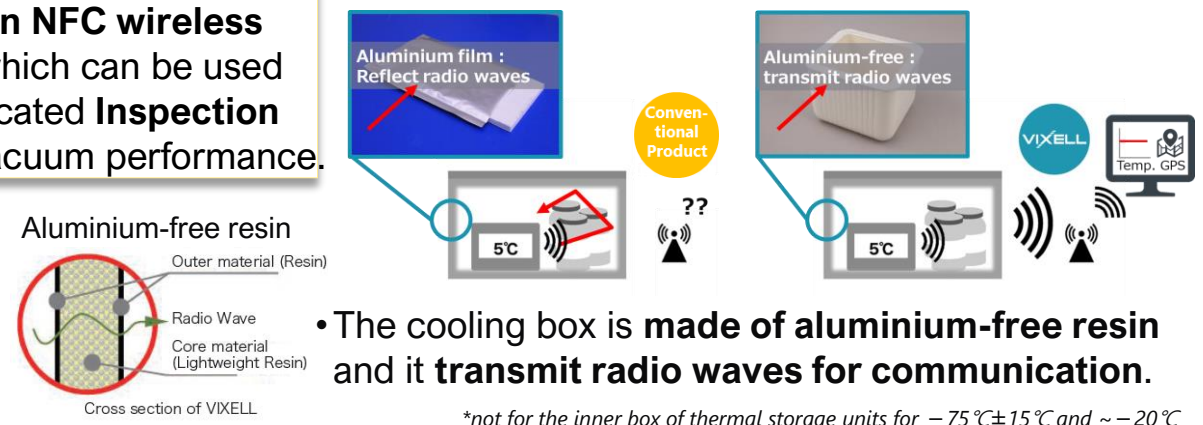 n NFC wireless
hich can be used
cated Inspection
acuum performance.
Aluminium film :
Reflect radio waves
Conven-
tional
Product
??
5℃
Aluminium-free :
transmit radio waves
VIXELL
Temp. GPS
5℃
Aluminium-free resin
Outer material (Resin)
Radio Wave
Core material
(Lightweight Resin)
Cross section of VIXELL
• The cooling box is made of aluminium-free resin
and it transmit radio waves for communication.
*not for the inner box of thermal storage units for −75℃±15℃ and ~−20℃